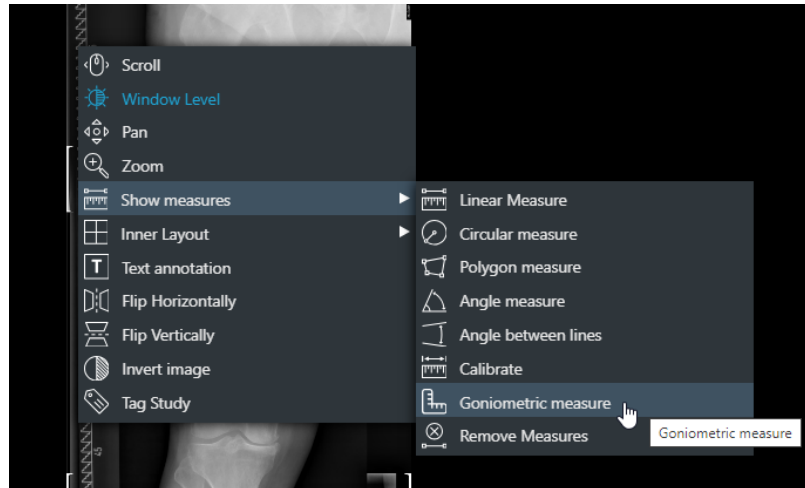 Scroll
Window Level
Pan
Zoom
Show measures
Inner Layout
T Text annotation
Flip Horizontally
Flip Vertically
Invert image
Tag Study
Linear Measure
Circular measure
Polygon measure
Angle measure
Angle between lines
Calibrate
Goniometric measure
Remove Measures
Goniometric measure
45